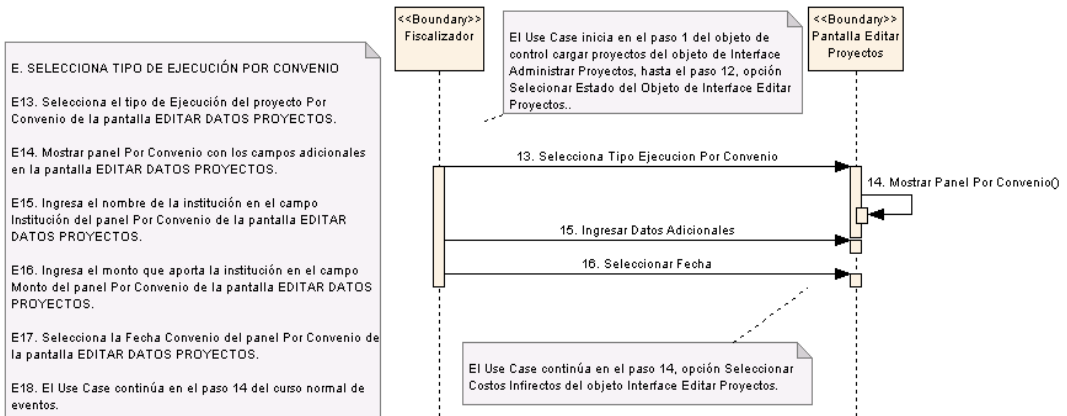 E. SELECCIONA TIPO DE EJECUCIÓN POR CONVENIO
E13. Selecciona el tipo de Ejecución del proyecto Por
Convenio de la pantalla EDITAR DATOS PROYECTOS.
E14. Mostrar panel Por Convenio con los campos adicionales
en la pantalla EDITAR DATOS PROYECTOS.
E15. Ingresa el nombre de la institución en el campo
Institución del panel Por Convenio de la pantalla EDITAR
DATOS PROYECTOS.
E16. Ingresa el monto que aporta la institución en el campo
Monto del panel Por Convenio de la pantalla EDITAR DATOS
PROYECTOS.
E17. Selecciona la Fecha Convenio del panel Por Convenio de
la pantalla EDITAR DATOS PROYECTOS.
E18. El Use Case continúa en el paso 14 del curso normal de
eventos.
<<Boundary>>
Fiscalizador
El Use Case inicia en el paso 1 del objeto de
control cargar proyectos del objeto de Interface
Administrar Proyectos, hasta el paso 12, opción
Selecionar Estado del Objeto de Interface Editar
Proyectos..
<<Boundary>>
Pantalla Editar
Proyectos
13. Selecciona Tipo Ejecucion Por Convenio
14. Mostrar Panel Por Convenio()
15. Ingresar Datos Adicionales
16. Seleccionar Fecha
El Use Case continúa en el paso 14, opción Seleccionar
Costos Infirectos del objeto Interface Editar Proyectos.